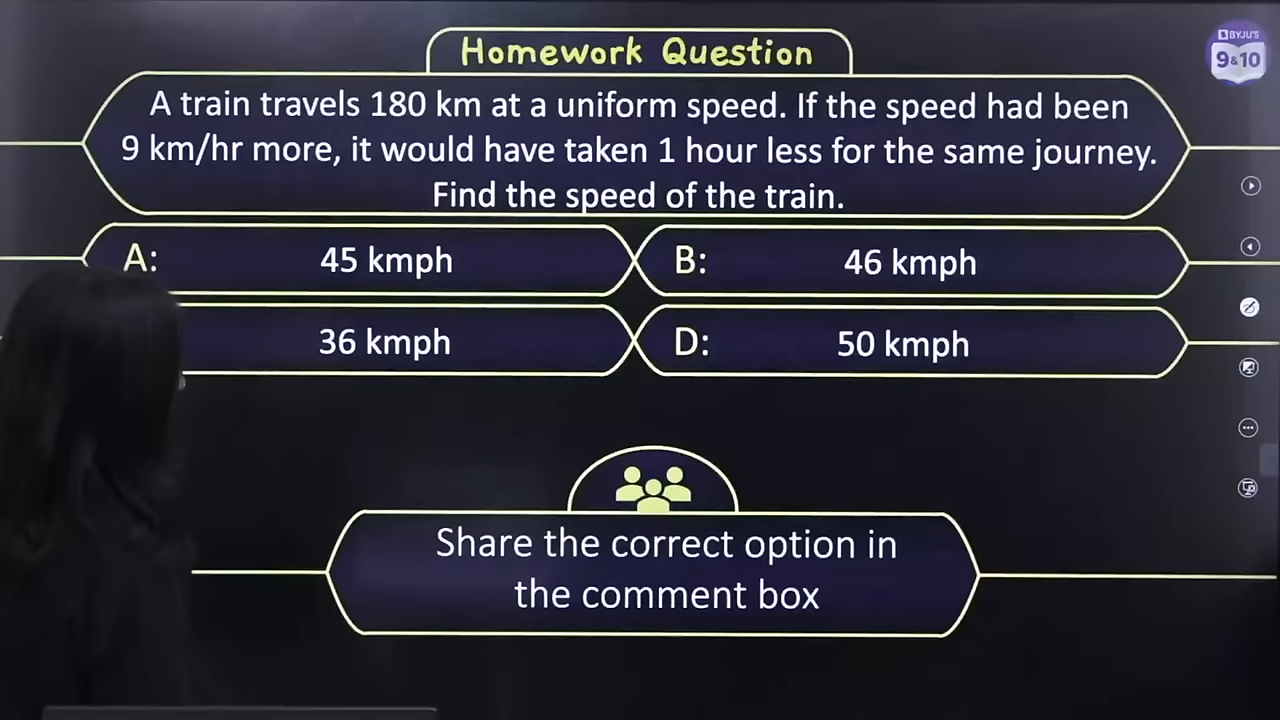 Homework Question
BYJU'S
9&10
A train travels 180 km at a uniform speed. If the speed had been
9 km/hr more, it would have taken 1 hour less for the same journey.
Find the speed of the train.
A: 45 kmph
B: 46 kmph
36 kmph
D: 50 kmph
Share the correct option in
the comment box